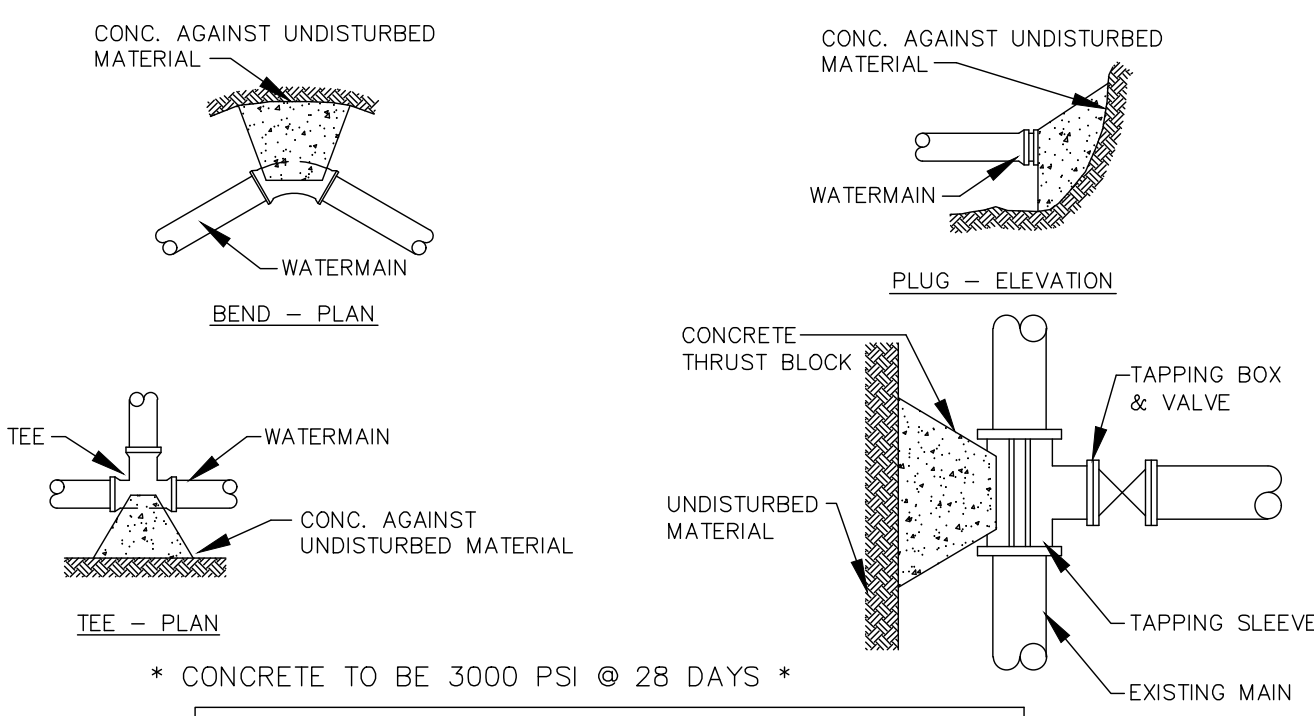 CONC. AGAINST UNDISTURBED
MATERIAL
WATERMAIN
BEND – PLAN
CONC. AGAINST UNDISTURBED
MATERIAL
WATERMAIN
PLUG – ELEVATION
TEE
WATERMAIN
CONC. AGAINST
UNDISTURBED MATERIAL
TEE – PLAN
CONCRETE
THRUST BLOCK
TAPPING BOX
& VALVE
UNDISTURBED
MATERIAL
TAPPING SLEEVE
EXISTING MAIN
* CONCRETE TO BE 3000 PSI @ 28 DAYS *